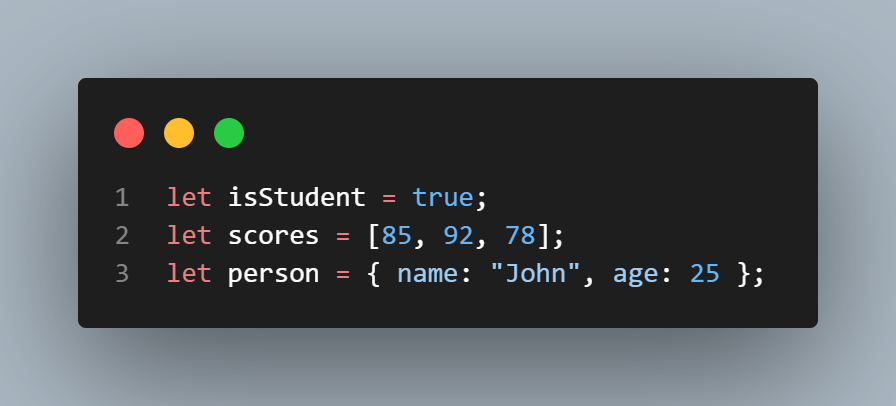 1 let isStudent = true;
2 let scores = [85, 92, 78];
3 let person = { name: "John", age: 25 };